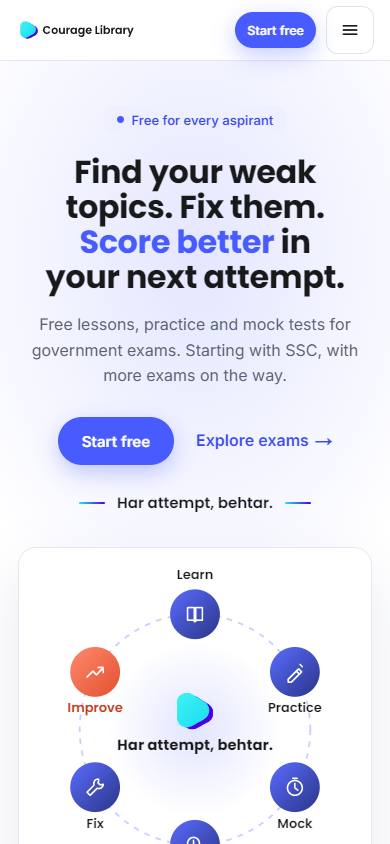 Courage Library
Start free
Free for every aspirant
Find your weak
topics. Fix them.
Score better in
your next attempt.
Free lessons, practice and mock tests for
government exams. Starting with SSC, with
more exams on the way.
Start free
Explore exams →
Har attempt, behtar.
Learn
Improve
Practice
Har attempt, behtar.
Fix
Mock